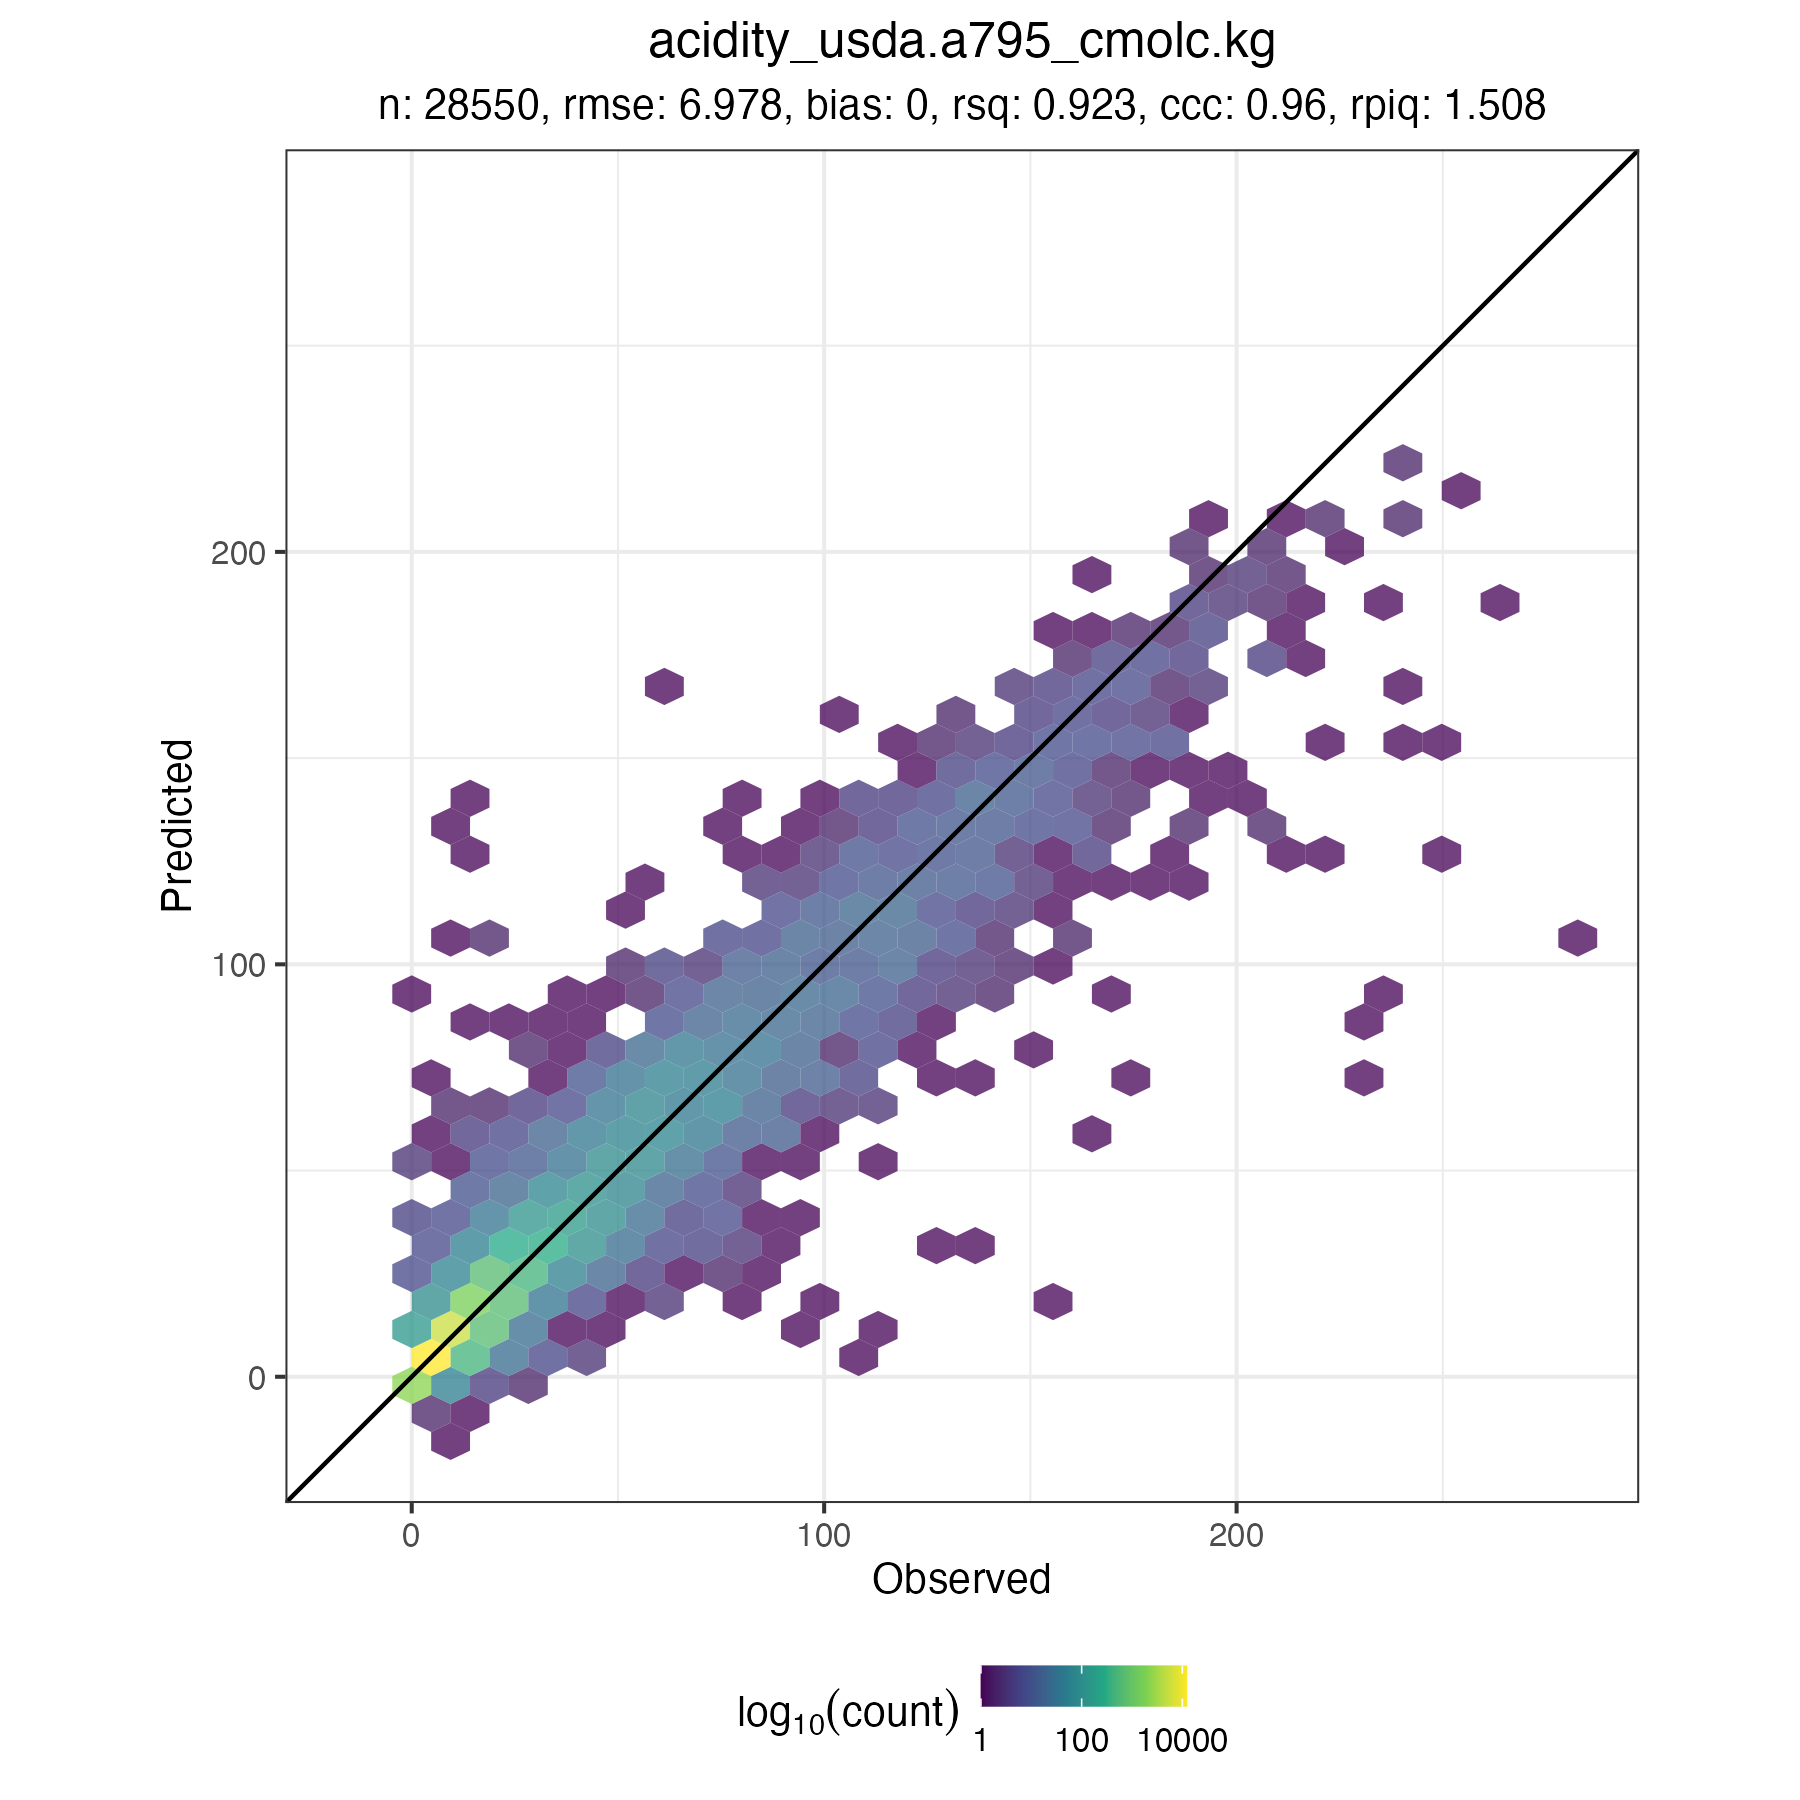 acidity_usda.a795_cmolc.kg
n: 28550, rmse: 6.978, bias: 0, rsq: 0.923, ccc: 0.96, rpiq: 1.508
Predicted
200
100
0
0 100 200
Observed
log₁₀(count)
1 100 10000